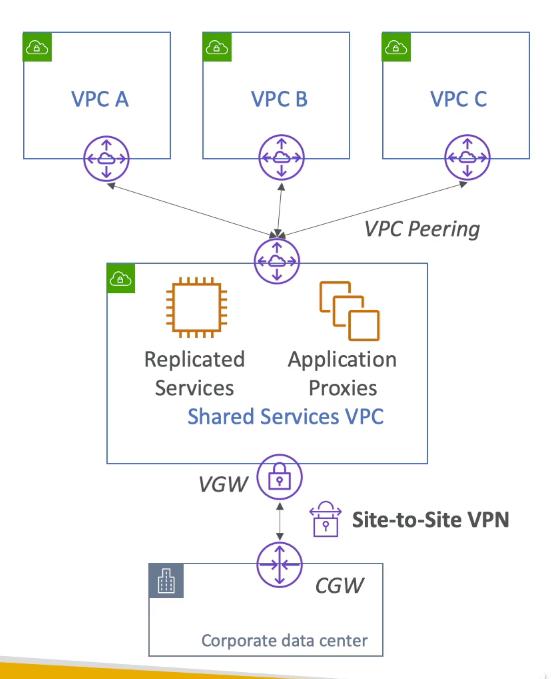 VPC A
VPC B
VPC C
VPC Peering
Replicated
Services
Application
Proxies
Shared Services VPC
VGW
Site-to-Site VPN
CGW
Corporate data center